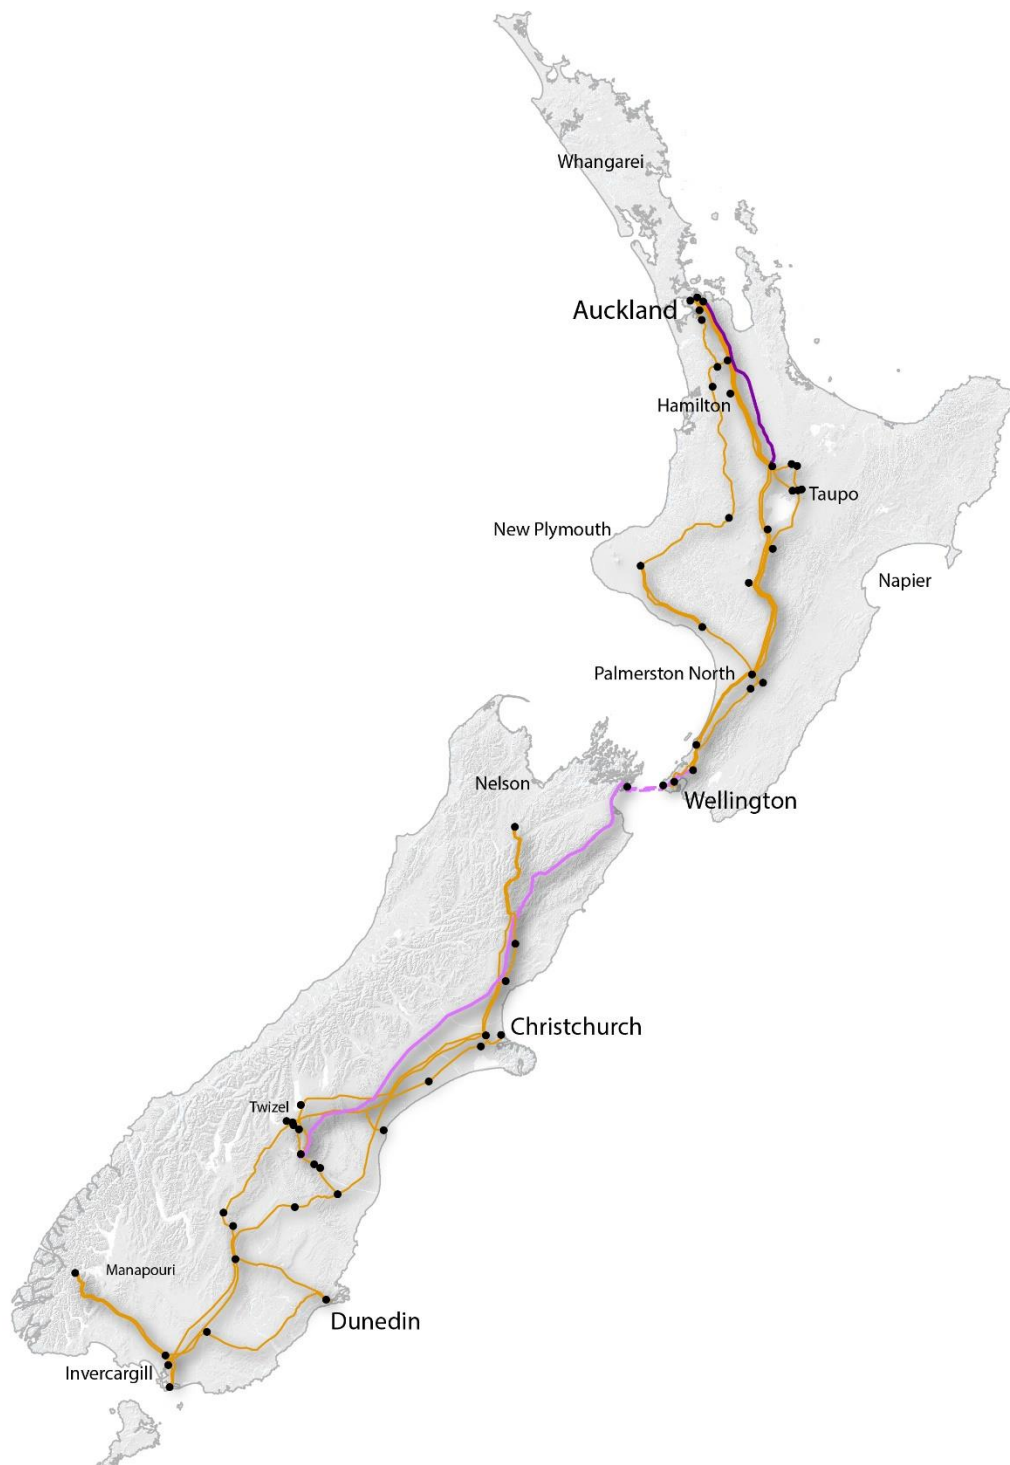 Whangarei
Auckland
Hamilton
Taupo
New Plymouth
Napier
Palmerston North
Nelson
Wellington
Christchurch
Twizel
Manapouri
Dunedin
Invercargill